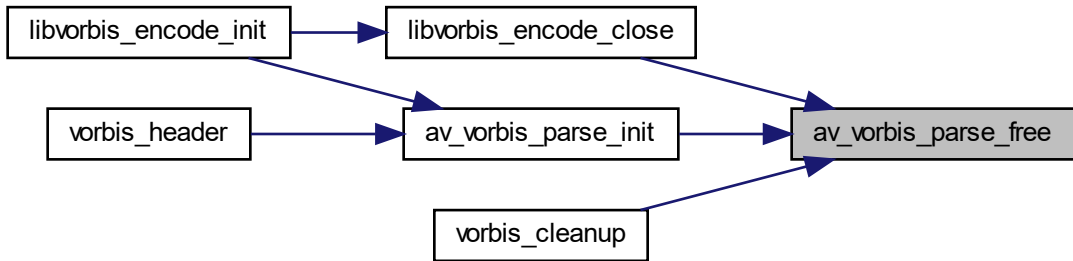 libvorbis_encode_init
libvorbis_encode_close
vorbis_header
av_vorbis_parse_init
av_vorbis_parse_free
vorbis_cleanup